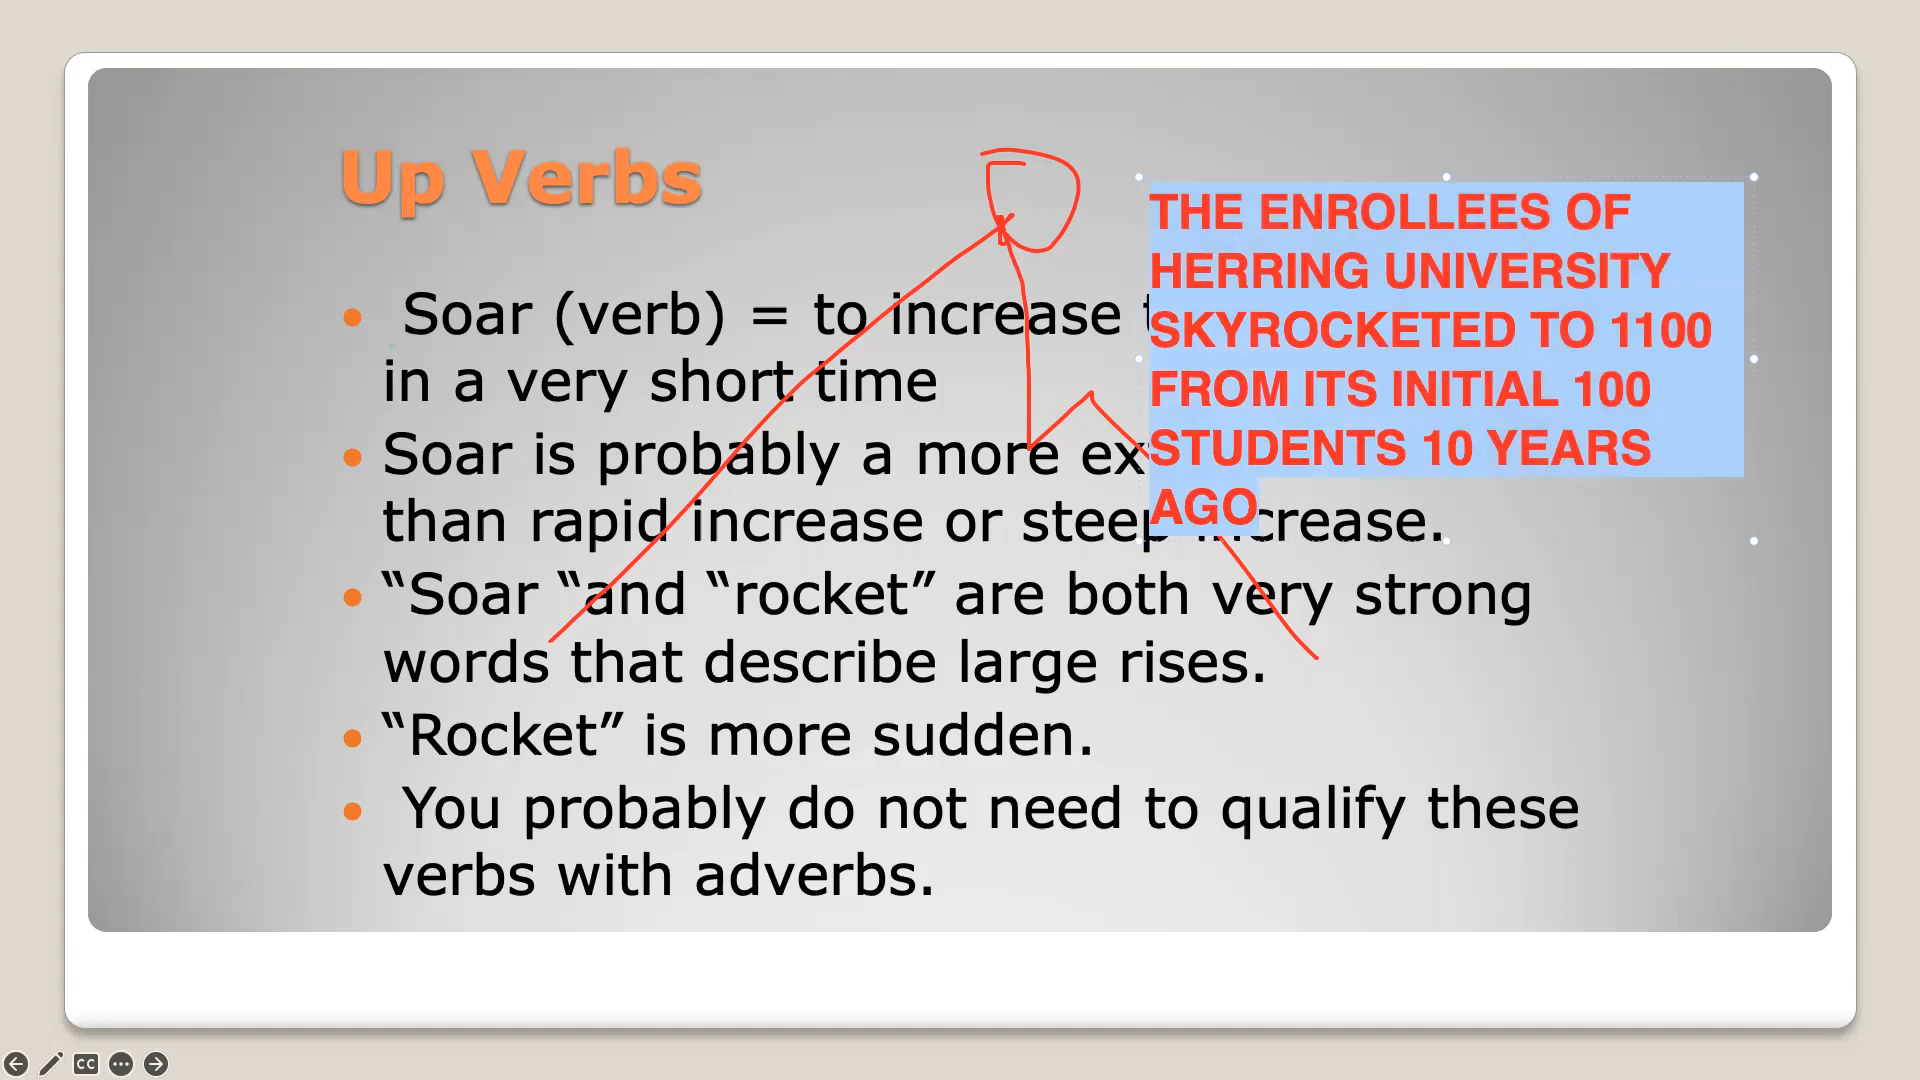 Up Verbs
Soar (verb) = to increase
in a very short time
Soar is probably a more
than rapid increase or steep increase.
“Soar “and “rocket” are both very strong
words that describe large rises.
“Rocket” is more sudden.
You probably do not need to qualify these
verbs with adverbs.
THE ENROLLEES OF
HERRING UNIVERSITY
SKYROCKETED TO 1100
FROM ITS INITIAL 100
STUDENTS 10 YEARS
AGO
CC